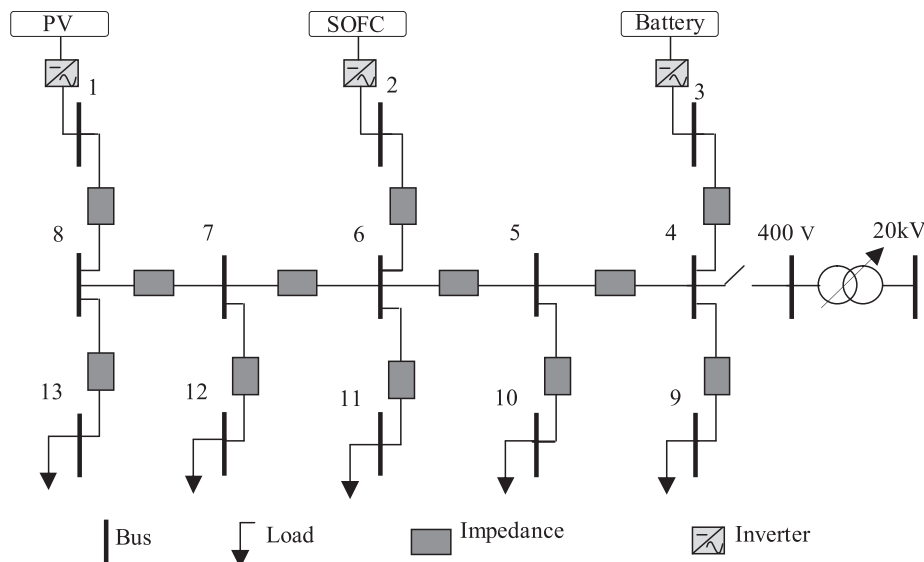 PV SOFC Battery
1 2 3
8 7 6 5 4 400 V 20kV
13 12 11 10 9
Bus Load Impedance Inverter